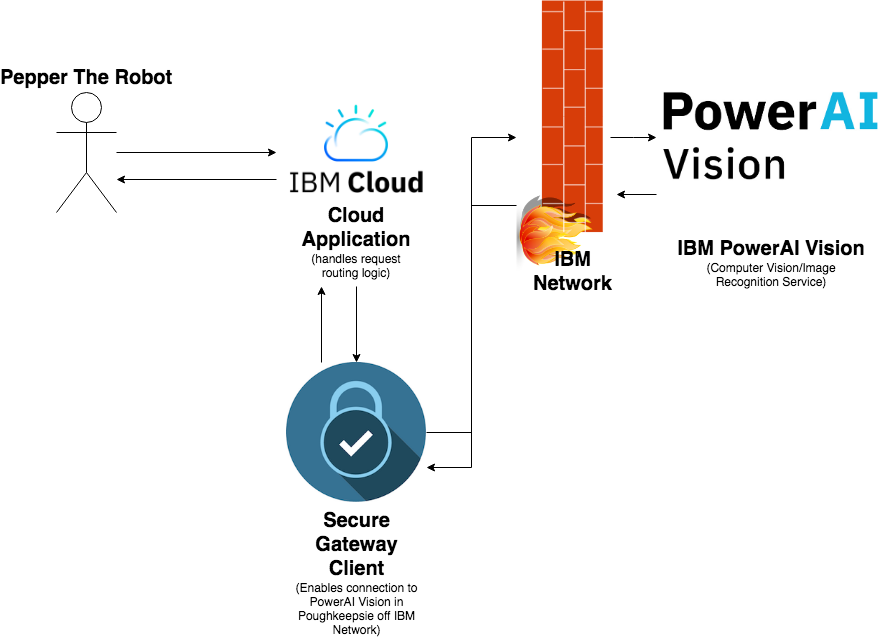 Pepper The Robot
IBM Cloud
Cloud
Application
(handles request
routing logic)
Secure
Gateway
Client
(Enables connection to
PowerAI Vision in
Poughkeepsie off IBM
Network)
IBM
Network
PowerAI
Vision
IBM PowerAI Vision
(Computer Vision/Image
Recognition Service)